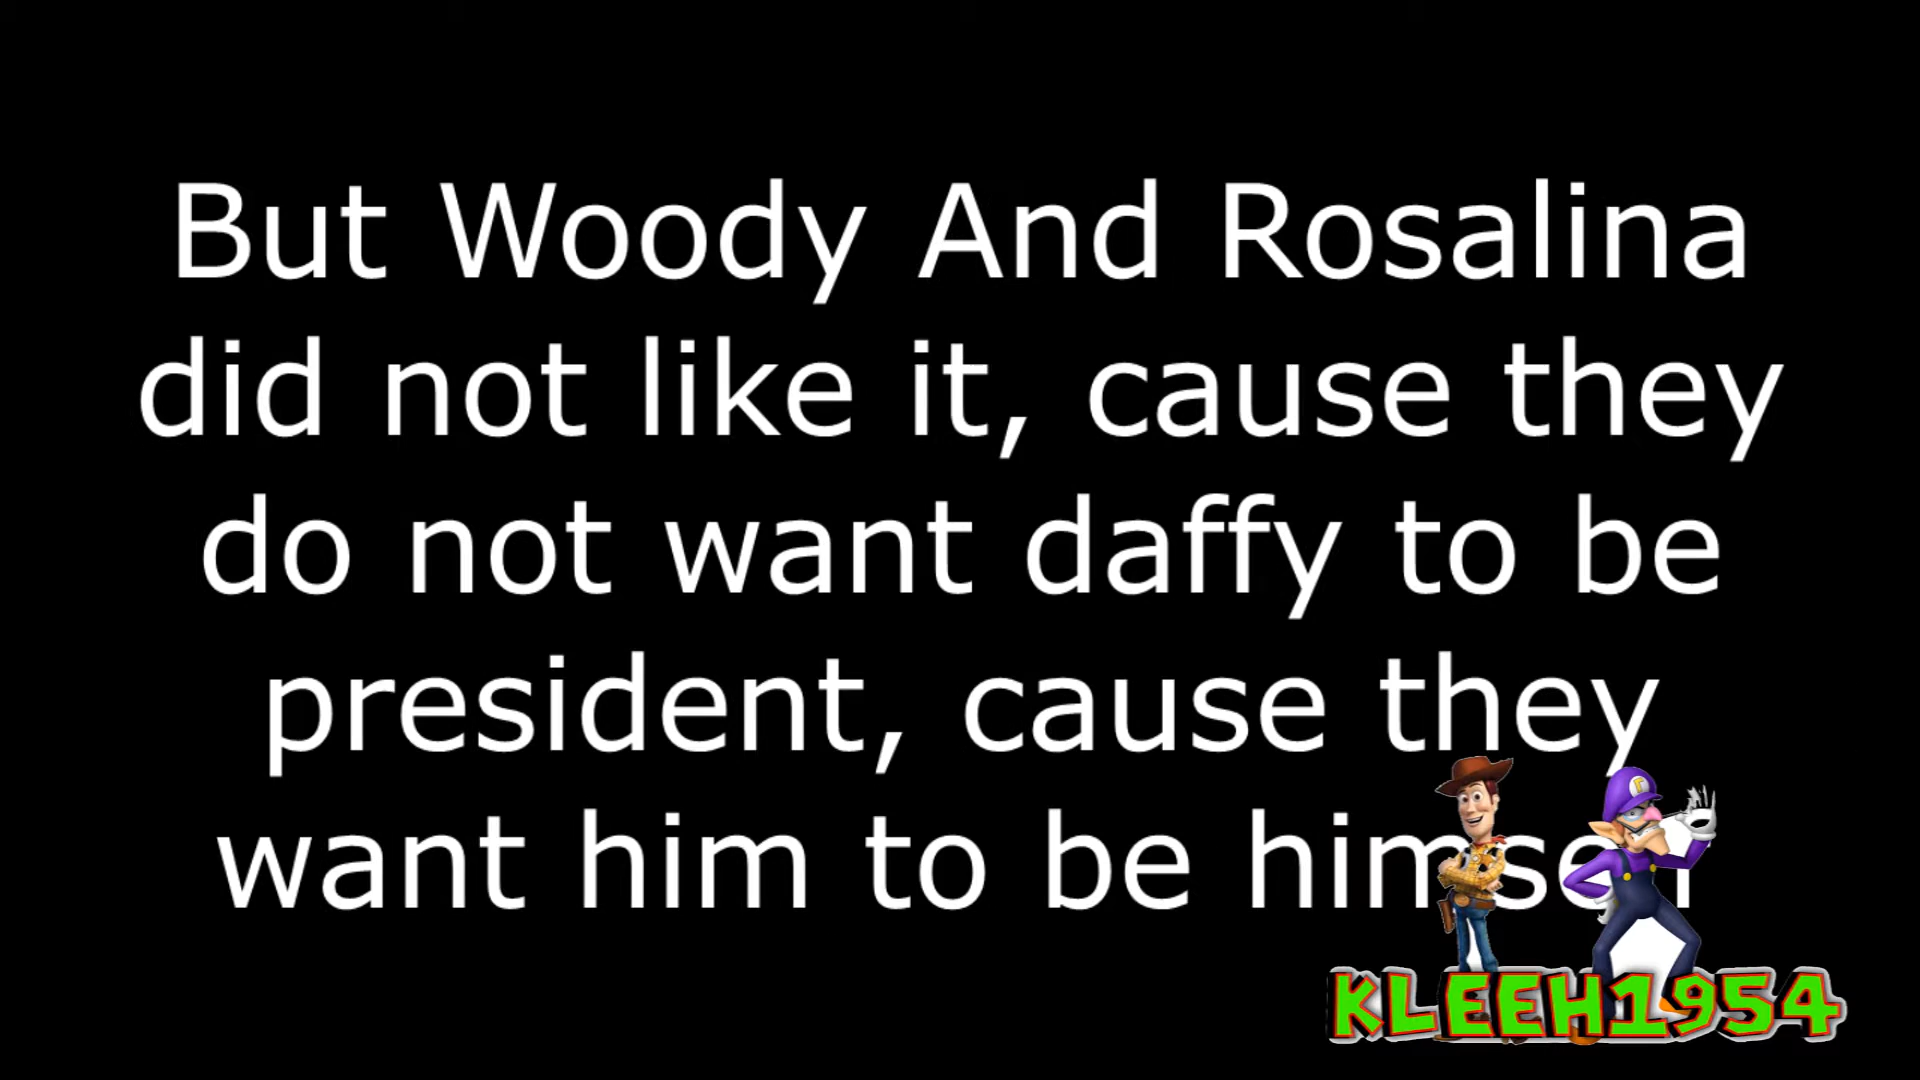 But Woody And Rosalina
did not like it, cause they
do not want daffy to be
president, cause they
want him to be himself
KLEEH1954